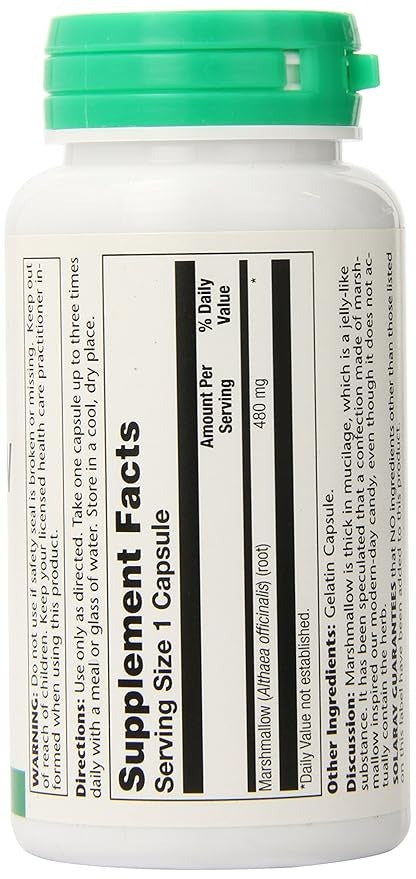 WARNING: Do not use if safety seal is broken or missing. Keep out
of reach of children. Keep your licensed health care practitioner in-
formed when using this product.
Directions: Use only as directed. Take one capsule up to three times
daily with a meal or glass of water. Store in a cool, dry place.
Supplement Facts
Serving Size 1 Capsule
Amount Per Serving
% Daily Value
Marshmallow (Althaea officinalis) (root) 480 mg *
*Daily Value not established.
Other Ingredients: Gelatin Capsule.
Discussion: Marshmallow is thick in mucilage, which is a jelly-like
substance. It has been speculated that a confection made of marsh-
mallow inspired our modern-day candy, even though it does not ac-
tually contain the herb.
SOLARAY GUARANTEES that NO ingredients other than those listed
on this label have been added.